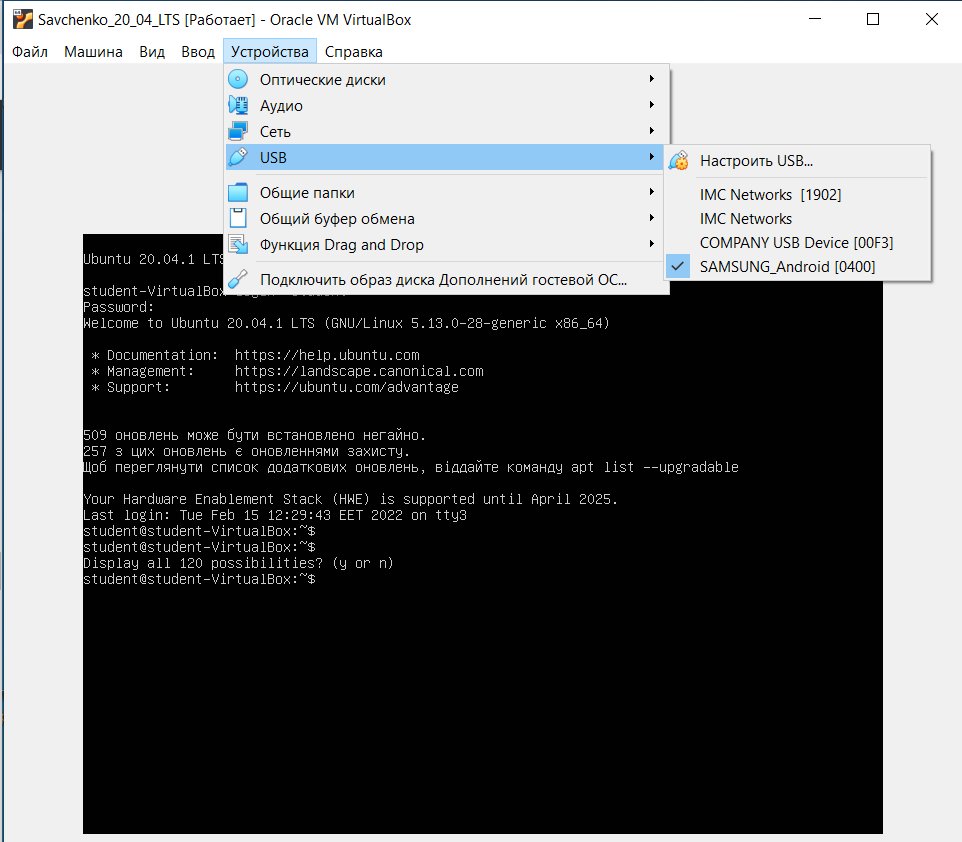 Savchenko_20_04_LTS [Работает] - Oracle VM VirtualBox
Файл Машина Вид Ввод Устройства Справка
Оптические диски
Аудио
Сеть
USB
Общие папки
Общий буфер обмена
Функция Drag and Drop
Подключить образ диска Дополнений гостевой ОС...
Настроить USB...
IMC Networks [1902]
IMC Networks
COMPANY USB Device [00F3]
SAMSUNG_Android [0400]
Ubuntu 20.04.1 LTS
student-VirtualBox
Password:
Welcome to Ubuntu 20.04.1 LTS (GNU/Linux 5.13.0-28-generic x86_64)
* Documentation: https://help.ubuntu.com
* Management: https://landscape.canonical.com
* Support: https://ubuntu.com/advantage
509 оновлень може бути встановлено негайно.
257 з цих оновлень є оновленнями захисту.
Щоб переглянути список додаткових оновлень, віддайте команду apt list --upgradable
Your Hardware Enablement Stack (HWE) is supported until April 2025.
Last login: Tue Feb 15 12:29:43 EET 2022 on tty3
student@student-VirtualBox:~$
student@student-VirtualBox:~$
Display all 120 possibilities? (y or n)
student@student-VirtualBox:~$